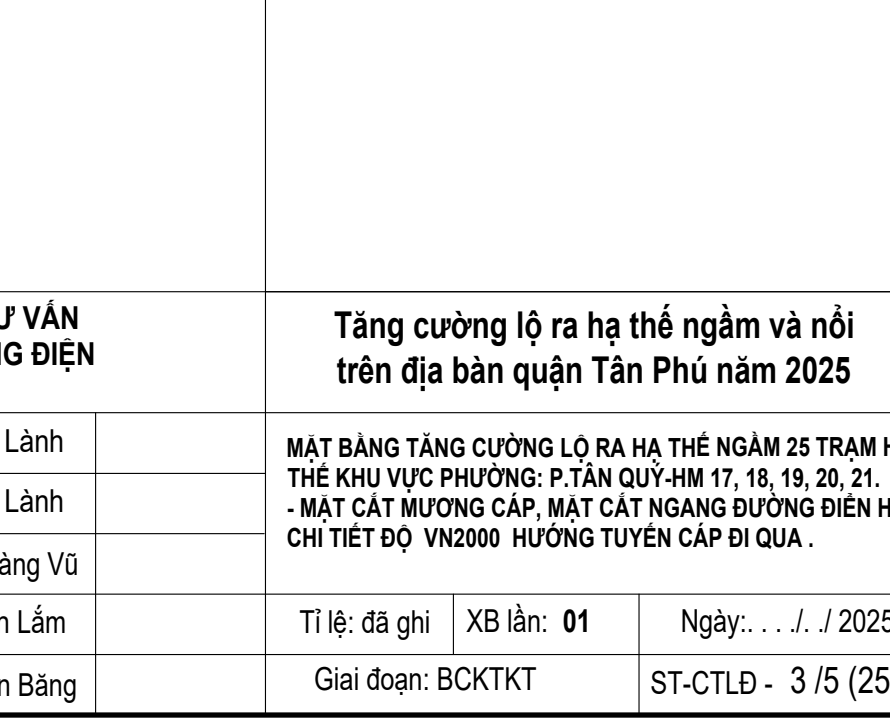 Ư VẤN
NG ĐIỆN
Tăng cường lộ ra hạ thế ngầm và nổi
trên địa bàn quận Tân Phú năm 2025
Lành
Lành
àng Vũ
n Lắm
n Băng
MẶT BẰNG TĂNG CƯỜNG LỘ RA HẠ THẾ NGẦM 25 TRẠM H
THẾ KHU VỰC PHƯỜNG: P.TÂN QUÝ-HM 17, 18, 19, 20, 21.
- MẶT CẮT MƯƠNG CÁP, MẶT CẮT NGANG ĐƯỜNG ĐIỂN H
CHI TIẾT ĐỘ VN2000 HƯỚNG TUYẾN CÁP ĐI QUA .
Tỉ lệ: đã ghi XB lần: 01 Ngày:. . . ./. ./ 2025
Giai đoạn: BCKTKT ST-CTLĐ - 3 /5 (25